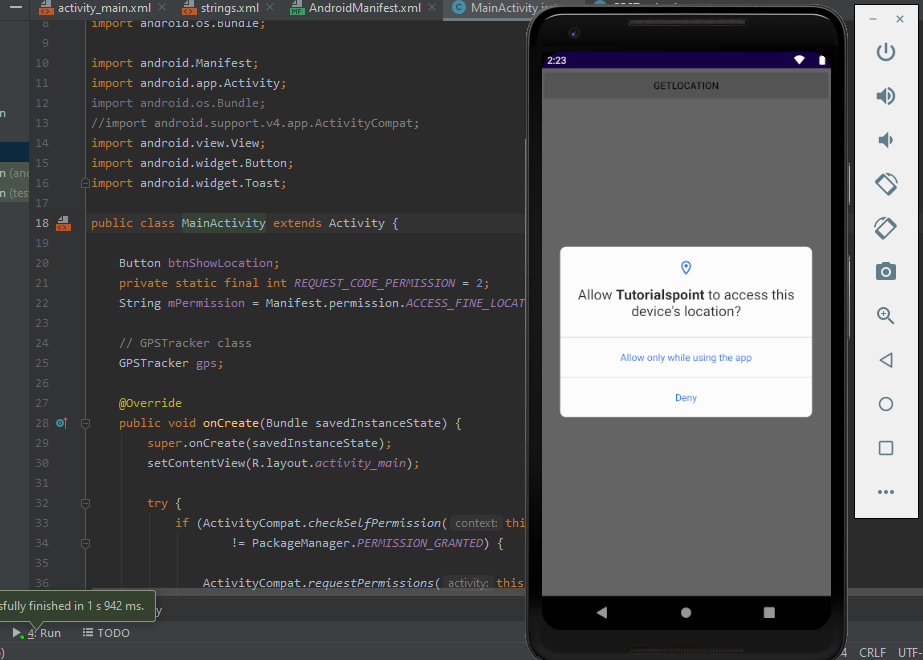 activity_main.xml
strings.xml
AndroidManifest.xml
8 import android.os.Bundle;
9
10 import android.Manifest;
11 import android.app.Activity;
12 import android.os.Bundle;
13 //import android.support.v4.app.ActivityCompat;
14 import android.view.View;
15 import android.widget.Button;
16 import android.widget.Toast;
17
18 public class MainActivity extends Activity {
19
20 Button btnShowLocation;
21 private static final int REQUEST_CODE_PERMISSION = 2;
22 String mPermission = Manifest.permission.ACCESS_FINE_LOCAT
23
24 // GPSTracker class
25 GPSTracker gps;
26
27 @Override
28 public void onCreate(Bundle savedInstanceState) {
29 super.onCreate(savedInstanceState);
30 setContentView(R.layout.activity_main);
31
32 try {
33 if (ActivityCompat.checkSelfPermission( context: thi
34 != PackageManager.PERMISSION_GRANTED) {
35
36 ActivityCompat.requestPermissions( activity: this
sfully finished in 1 s 942 ms.
4: Run
TODO
2:23
GETLOCATION
Allow Tutorialspoint to access this
device's location?
Allow only while using the app
Deny
4 CRLF UTF-